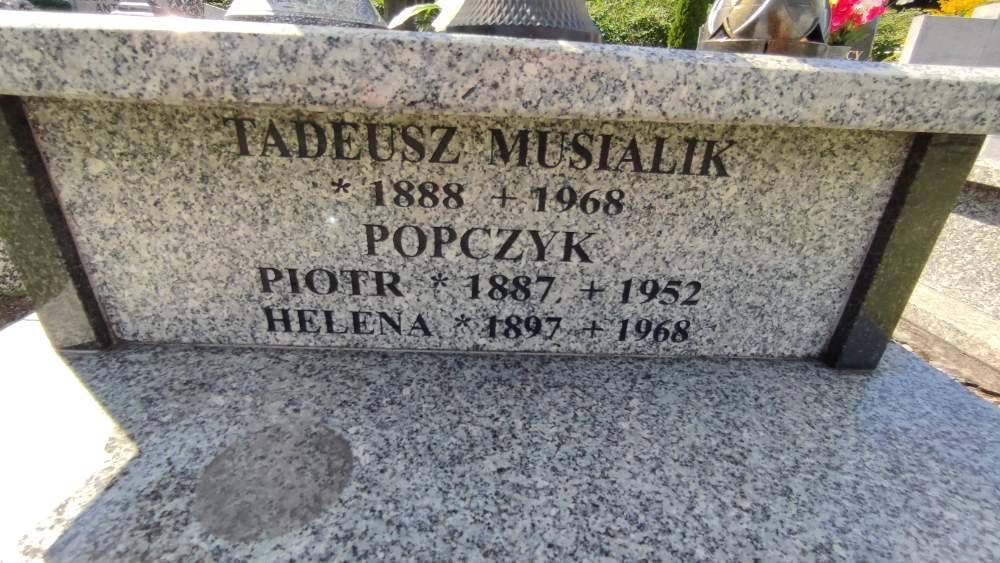 TADEUSZ MUSIALIK
* 1888 + 1968
POPCZYK
PIOTR * 1887 + 1952
HELENA * 1897 + 1968